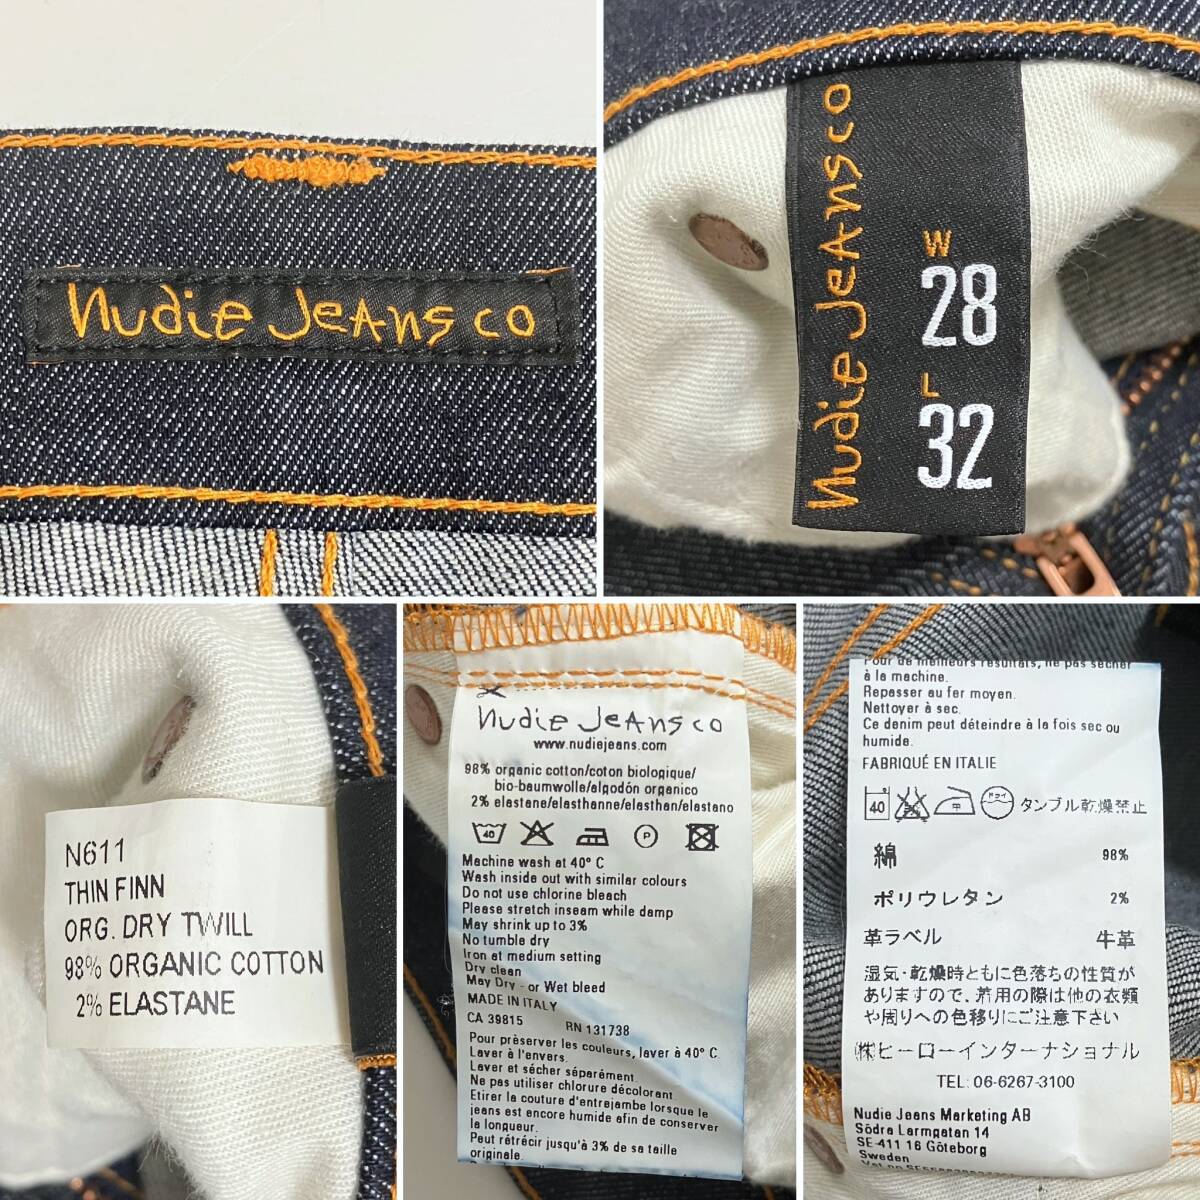 nudie Jeans co
nudie Jeans co
W
28
L
32
N611
THIN FINN
ORG. DRY TWILL
98% ORGANIC COTTON
2% ELASTANE
nudie Jeans co
www.nudiejeans.com
98% organic cotton/coton biologique/
bio-baumwolle/algodón organico
2% elastane/elasthanne/elasthan/elastano
40
P
Machine wash at 40° C
Wash inside out with similar colours
Do not use chlorine bleach
Please stretch inseam while damp
May shrink up to 3%
No tumble dry
Iron at medium setting
Dry clean
May Dry - or Wet bleed
MADE IN ITALY
CA 39815 RN 131738
Pour prèserver les couleurs, laver à 40° C
Laver à l'envers.
Laver et sécher séparément.
Ne pas utiliser chlorure décolorant.
Etirer la couture d'entrejambe lorsque le
jeans est encore humide afin de conserver
la longueur.
Peut rétrécir jusqu'à 3% de sa taille
originale.
Pour de meilleurs résultats, ne pas sécher
à la machine.
Repasser au fer moyen.
Nettoyer à sec.
Ce denim peut déteindre à la fois sec ou
humide.
FABRIQUÉ EN ITALIE
40 中 ドライ タンブル乾燥禁止
綿 98%
ポリウレタン 2%
革ラベル 牛革
湿気・乾燥時ともに色落ちの性質が
ありますので、着用の際は他の衣類
や周りへの色移りにご注意下さい
㈱ヒーローインターナショナル
TEL: 06-6267-3100
Nudie Jeans Marketing AB
Södra Larmgatan 14
SE-411 16 Göteborg
Sweden